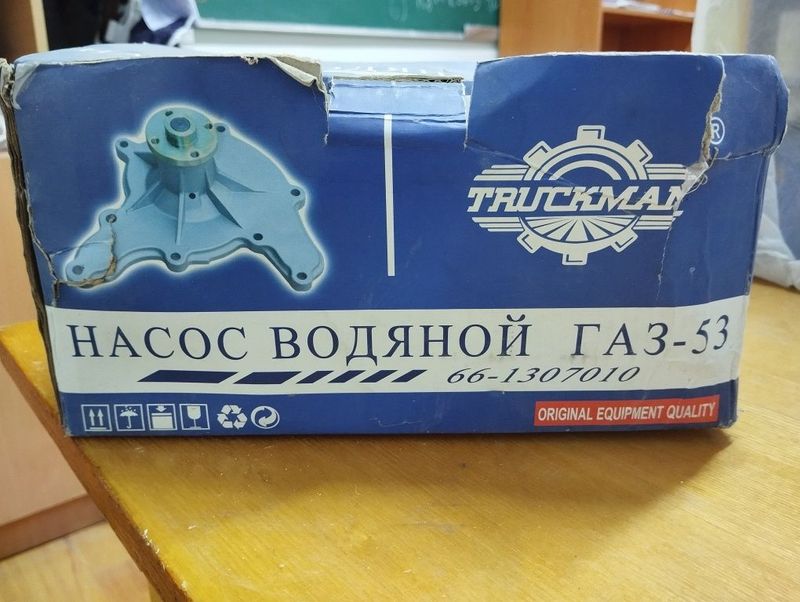 ®
TRUCKMAN
НАСОС ВОДЯНОЙ ГАЗ-53
66-1307010
ORIGINAL EQUIPMENT QUALITY